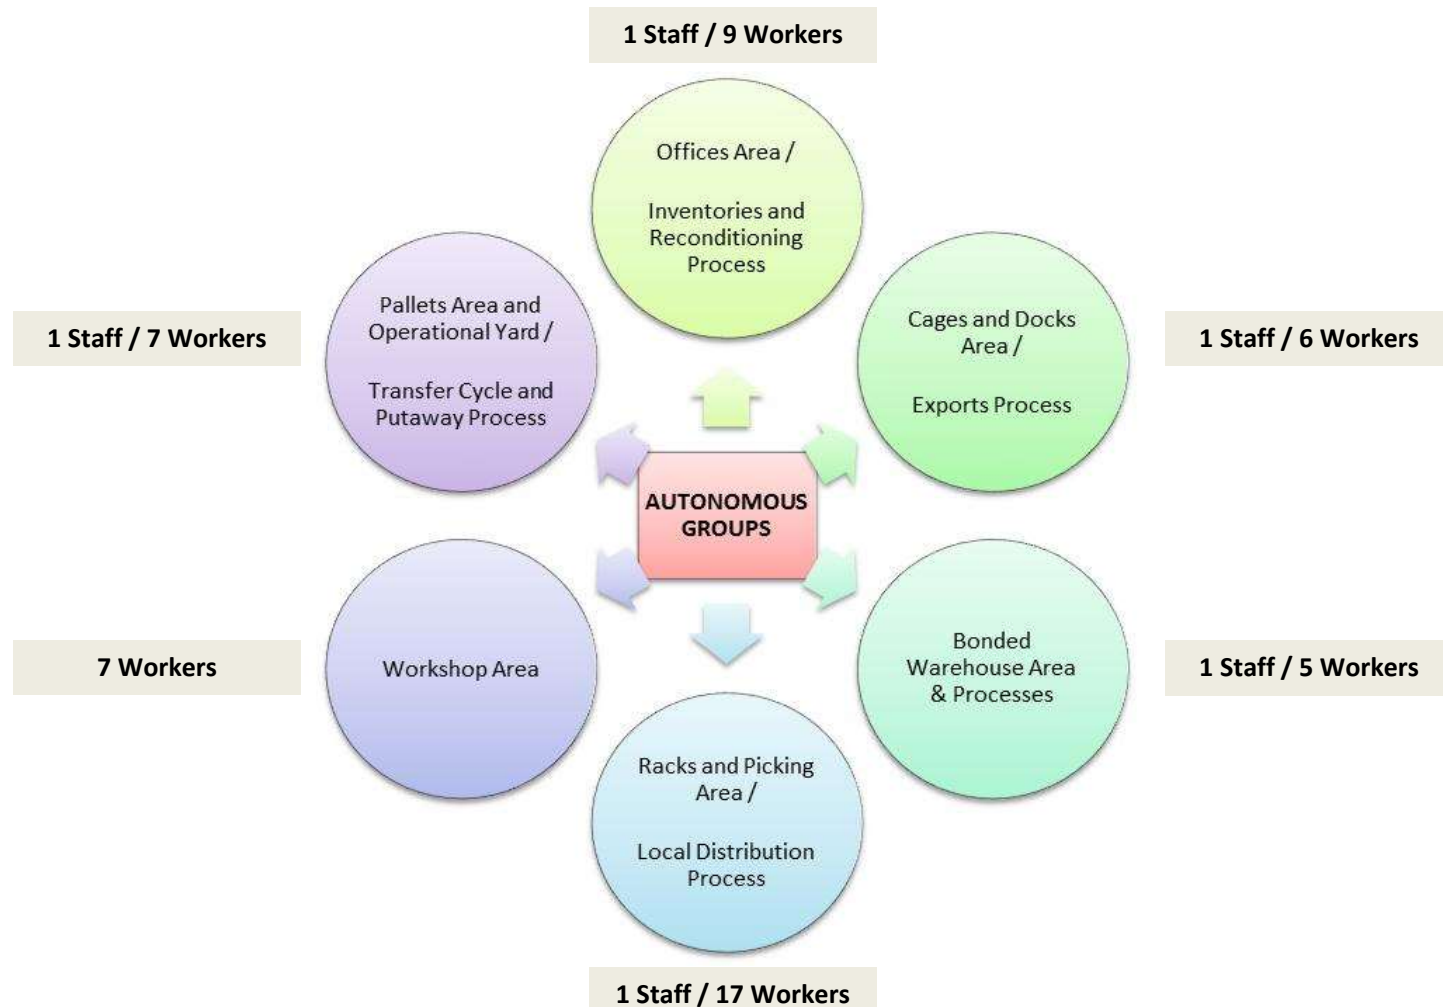 1 Staff / 9 Workers
Offices Area /
Inventories and
Reconditioning
Process
Pallets Area and
Operational Yard /
Transfer Cycle and
Putaway Process
1 Staff / 7 Workers
Cages and Docks
Area /
Exports Process
1 Staff / 6 Workers
AUTONOMOUS
GROUPS
7 Workers
Workshop Area
Bonded
Warehouse Area
& Processes
1 Staff / 5 Workers
Racks and Picking
Area /
Local Distribution
Process
1 Staff / 17 Workers